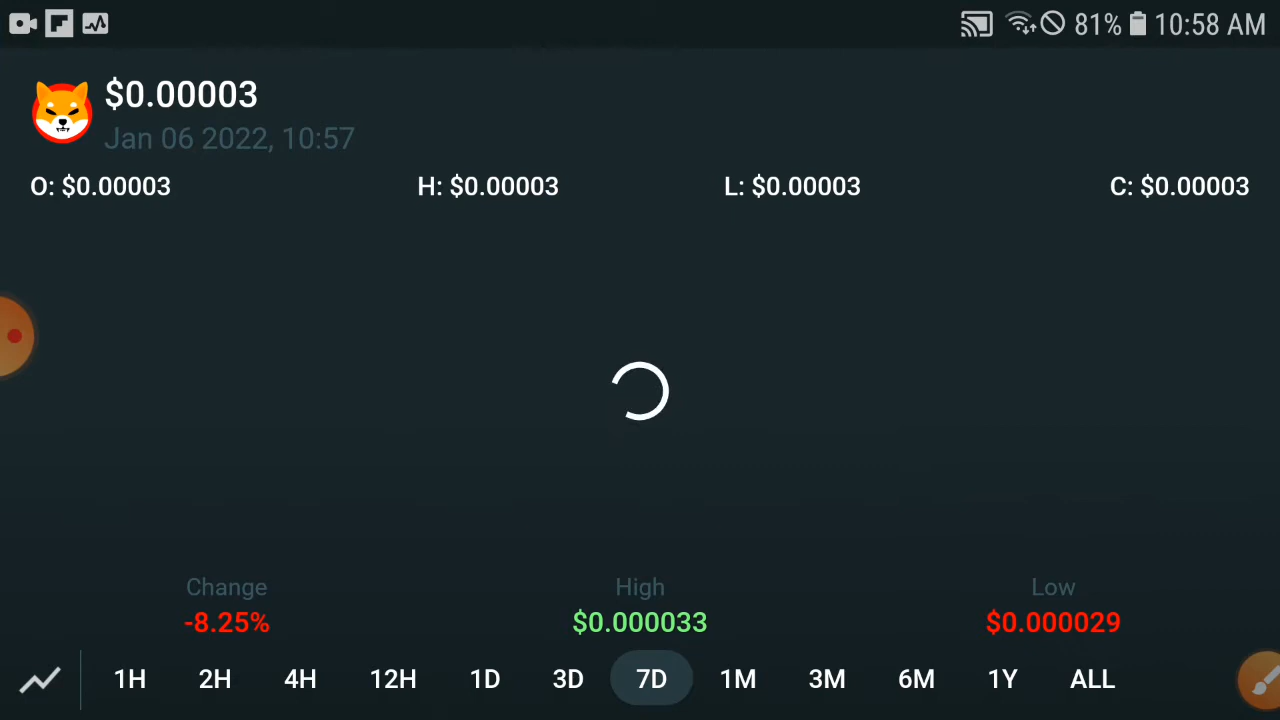 81% 10:58 AM
$0.00003
Jan 06 2022, 10:57
O: $0.00003 H: $0.00003 L: $0.00003 C: $0.00003
Change High Low
-8.25% $0.000033 $0.000029
1H 2H 4H 12H 1D 3D 7D 1M 3M 6M 1Y ALL